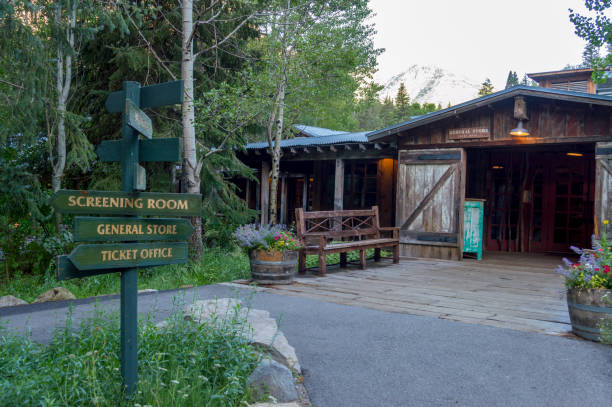 GENERAL STORE
SCREENING ROOM
GENERAL STORE
TICKET OFFICE